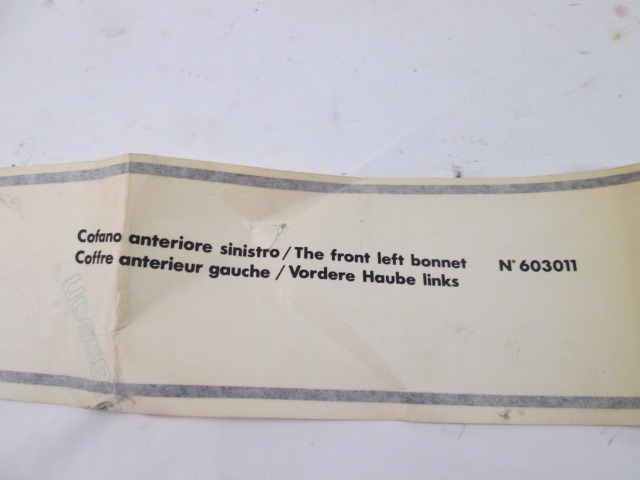 Cofano anteriore sinistro / The front left bonnet N° 603011
Coffre anterieur gauche / Vordere Haube links